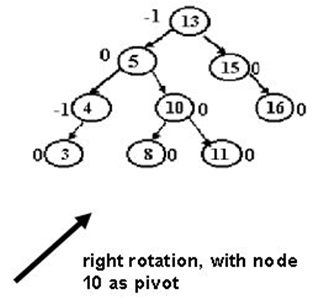 -1 13
0 5 15 0
-1 4 10 0 16 0
0 3 8 0 11 0
right rotation, with node
10 as pivot